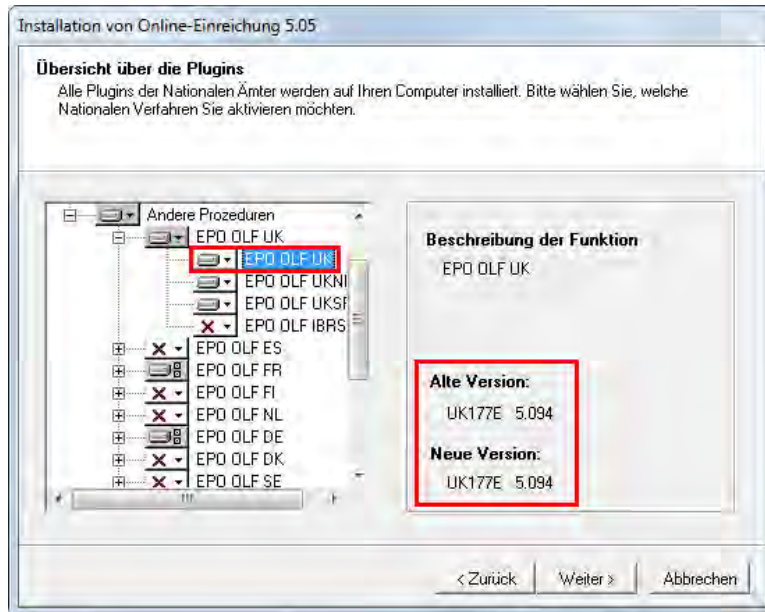 Installation von Online-Einreichung 5.05
Übersicht über die Plugins
Alle Plugins der Nationalen Ämter werden auf Ihren Computer installiert. Bitte wählen Sie, welche
Nationalen Verfahren Sie aktivieren möchten.
Andere Prozeduren
EPO OLF UK
EPO OLF UK
EPO OLF UKNI
EPO OLF UKSF
EPO OLF IBRS
EPO OLF ES
EPO OLF FR
EPO OLF FI
EPO OLF NL
EPO OLF DE
EPO OLF DK
EPO OLF SE
Beschreibung der Funktion
EPO OLF UK
Alte Version:
UK177E 5.094
Neue Version:
UK177E 5.094
< Zurück
Weiter >
Abbrechen